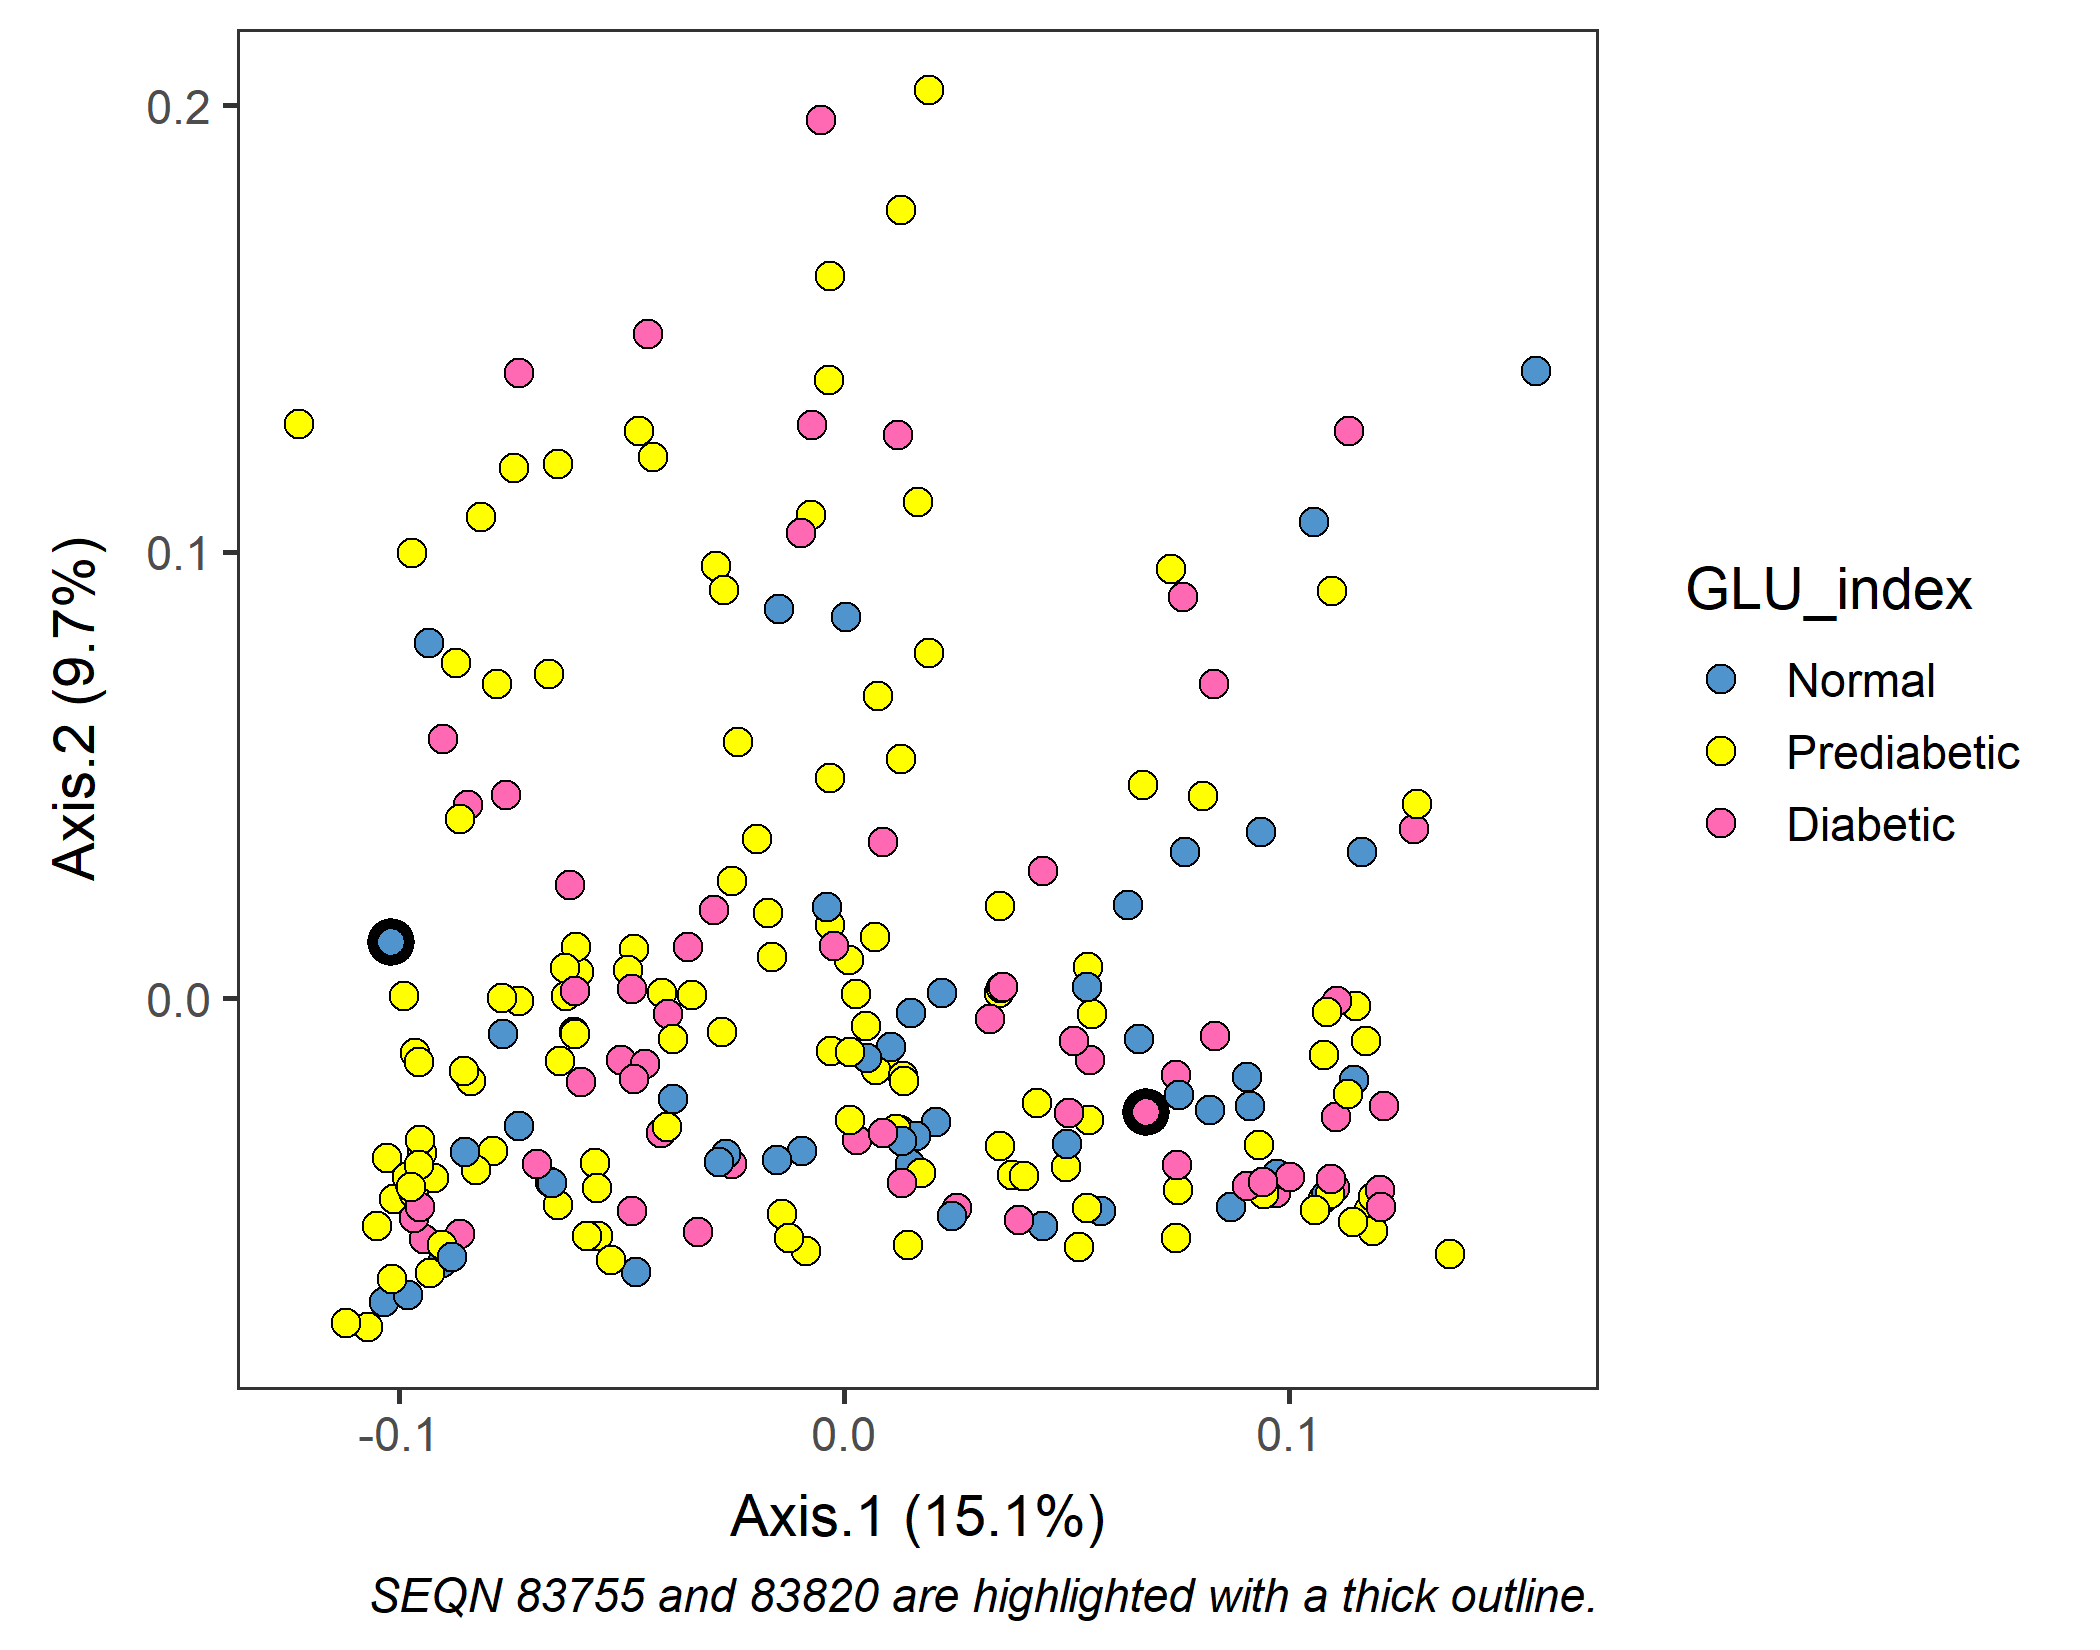 0.2
0.1
0.0
Axis.2 (9.7%)
-0.1
0.0
0.1
Axis.1 (15.1%)
SEQN 83755 and 83820 are highlighted with a thick outline.
GLU_index
Normal
Prediabetic
Diabetic